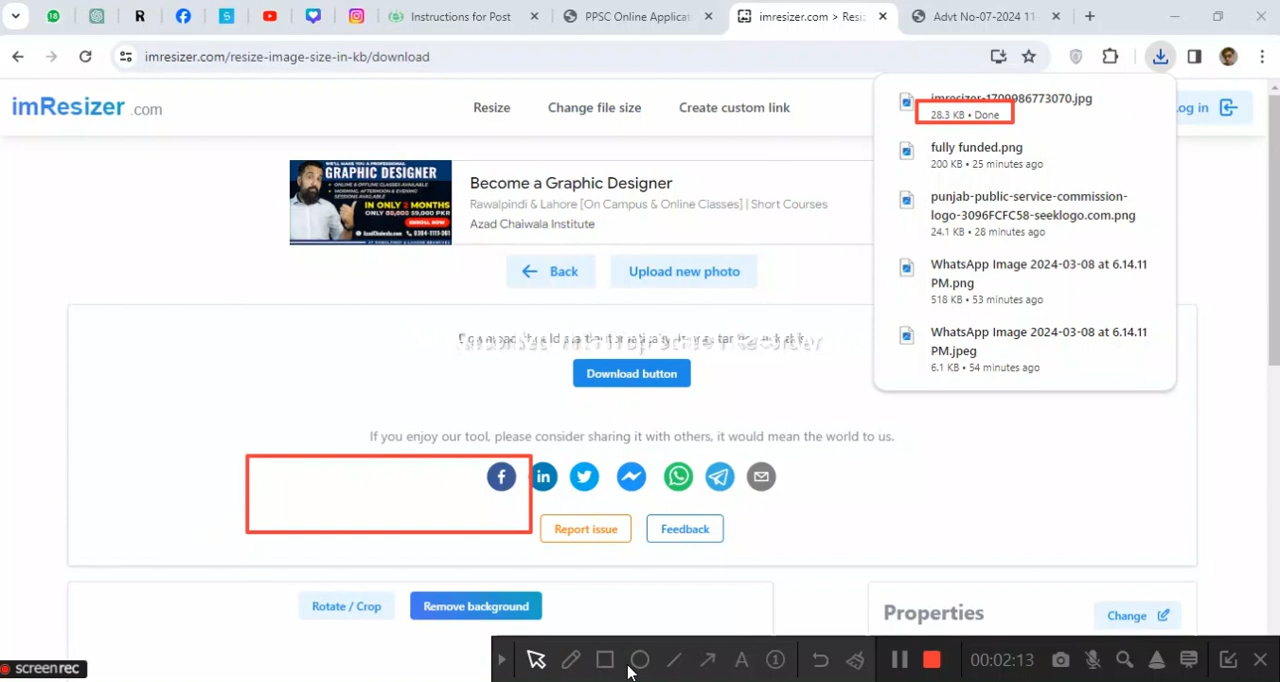 Instructions for Post
PPSC Online Applicat
imresizer.com > Resi
Advt No-07-2024 11
imresizer.com/resize-image-size-in-kb/download
imResizer .com
Resize
Change file size
Create custom link
og in
imresizer-1709986773070.jpg
28.3 KB • Done
fully funded.png
200 KB • 25 minutes ago
punjab-public-service-commission-
logo-3096FCFC58-seeklogo.com.png
24.1 KB • 28 minutes ago
WhatsApp Image 2024-03-08 at 6.14.11
PM.png
518 KB • 53 minutes ago
WhatsApp Image 2024-03-08 at 6.14.11
PM.jpeg
6.1 KB • 54 minutes ago
GRAPHIC DESIGNER
IN ONLY 2 MONTHS
Become a Graphic Designer
Rawalpindi & Lahore [On Campus & Online Classes] | Short Courses
Azad Chaiwala Institute
Back
Upload new photo
Download button
If you enjoy our tool, please consider sharing it with others, it would mean the world to us.
Report issue
Feedback
Rotate / Crop
Remove background
Properties
Change
screenrec
00:02:13